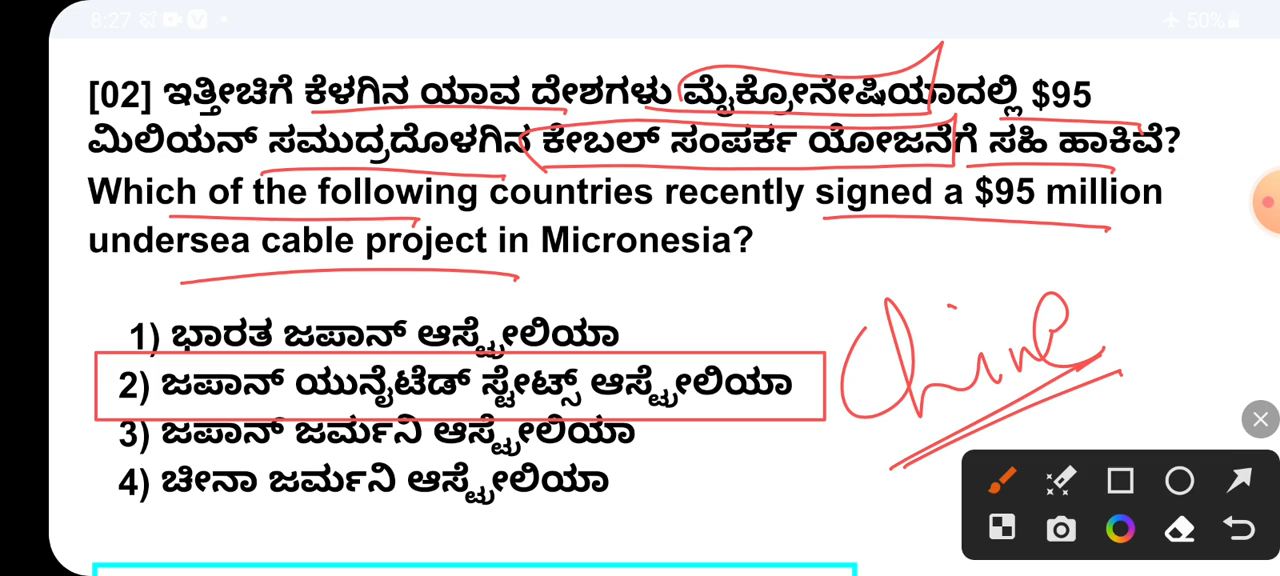 8:27
50%
[02] ಇತ್ತೀಚಿಗೆ ಕೆಳಗಿನ ಯಾವ ದೇಶಗಳು ಮೈಕ್ರೋನೇಷಿಯಾದಲ್ಲಿ $95
ಮಿಲಿಯನ್ ಸಮುದ್ರದೊಳಗಿನ ಕೇಬಲ್ ಸಂಪರ್ಕ ಯೋಜನೆಗೆ ಸಹಿ ಹಾಕಿವೆ?
Which of the following countries recently signed a $95 million
undersea cable project in Micronesia?
1) ಭಾರತ ಜಪಾನ್ ಆಸ್ಟ್ರೇಲಿಯಾ
2) ಜಪಾನ್ ಯುನೈಟೆಡ್ ಸ್ಟೇಟ್ಸ್ ಆಸ್ಟ್ರೇಲಿಯಾ
3) ಜಪಾನ್ ಜರ್ಮನಿ ಆಸ್ಟ್ರೇಲಿಯಾ
4) ಚೀನಾ ಜರ್ಮನಿ ಆಸ್ಟ್ರೇಲಿಯಾ